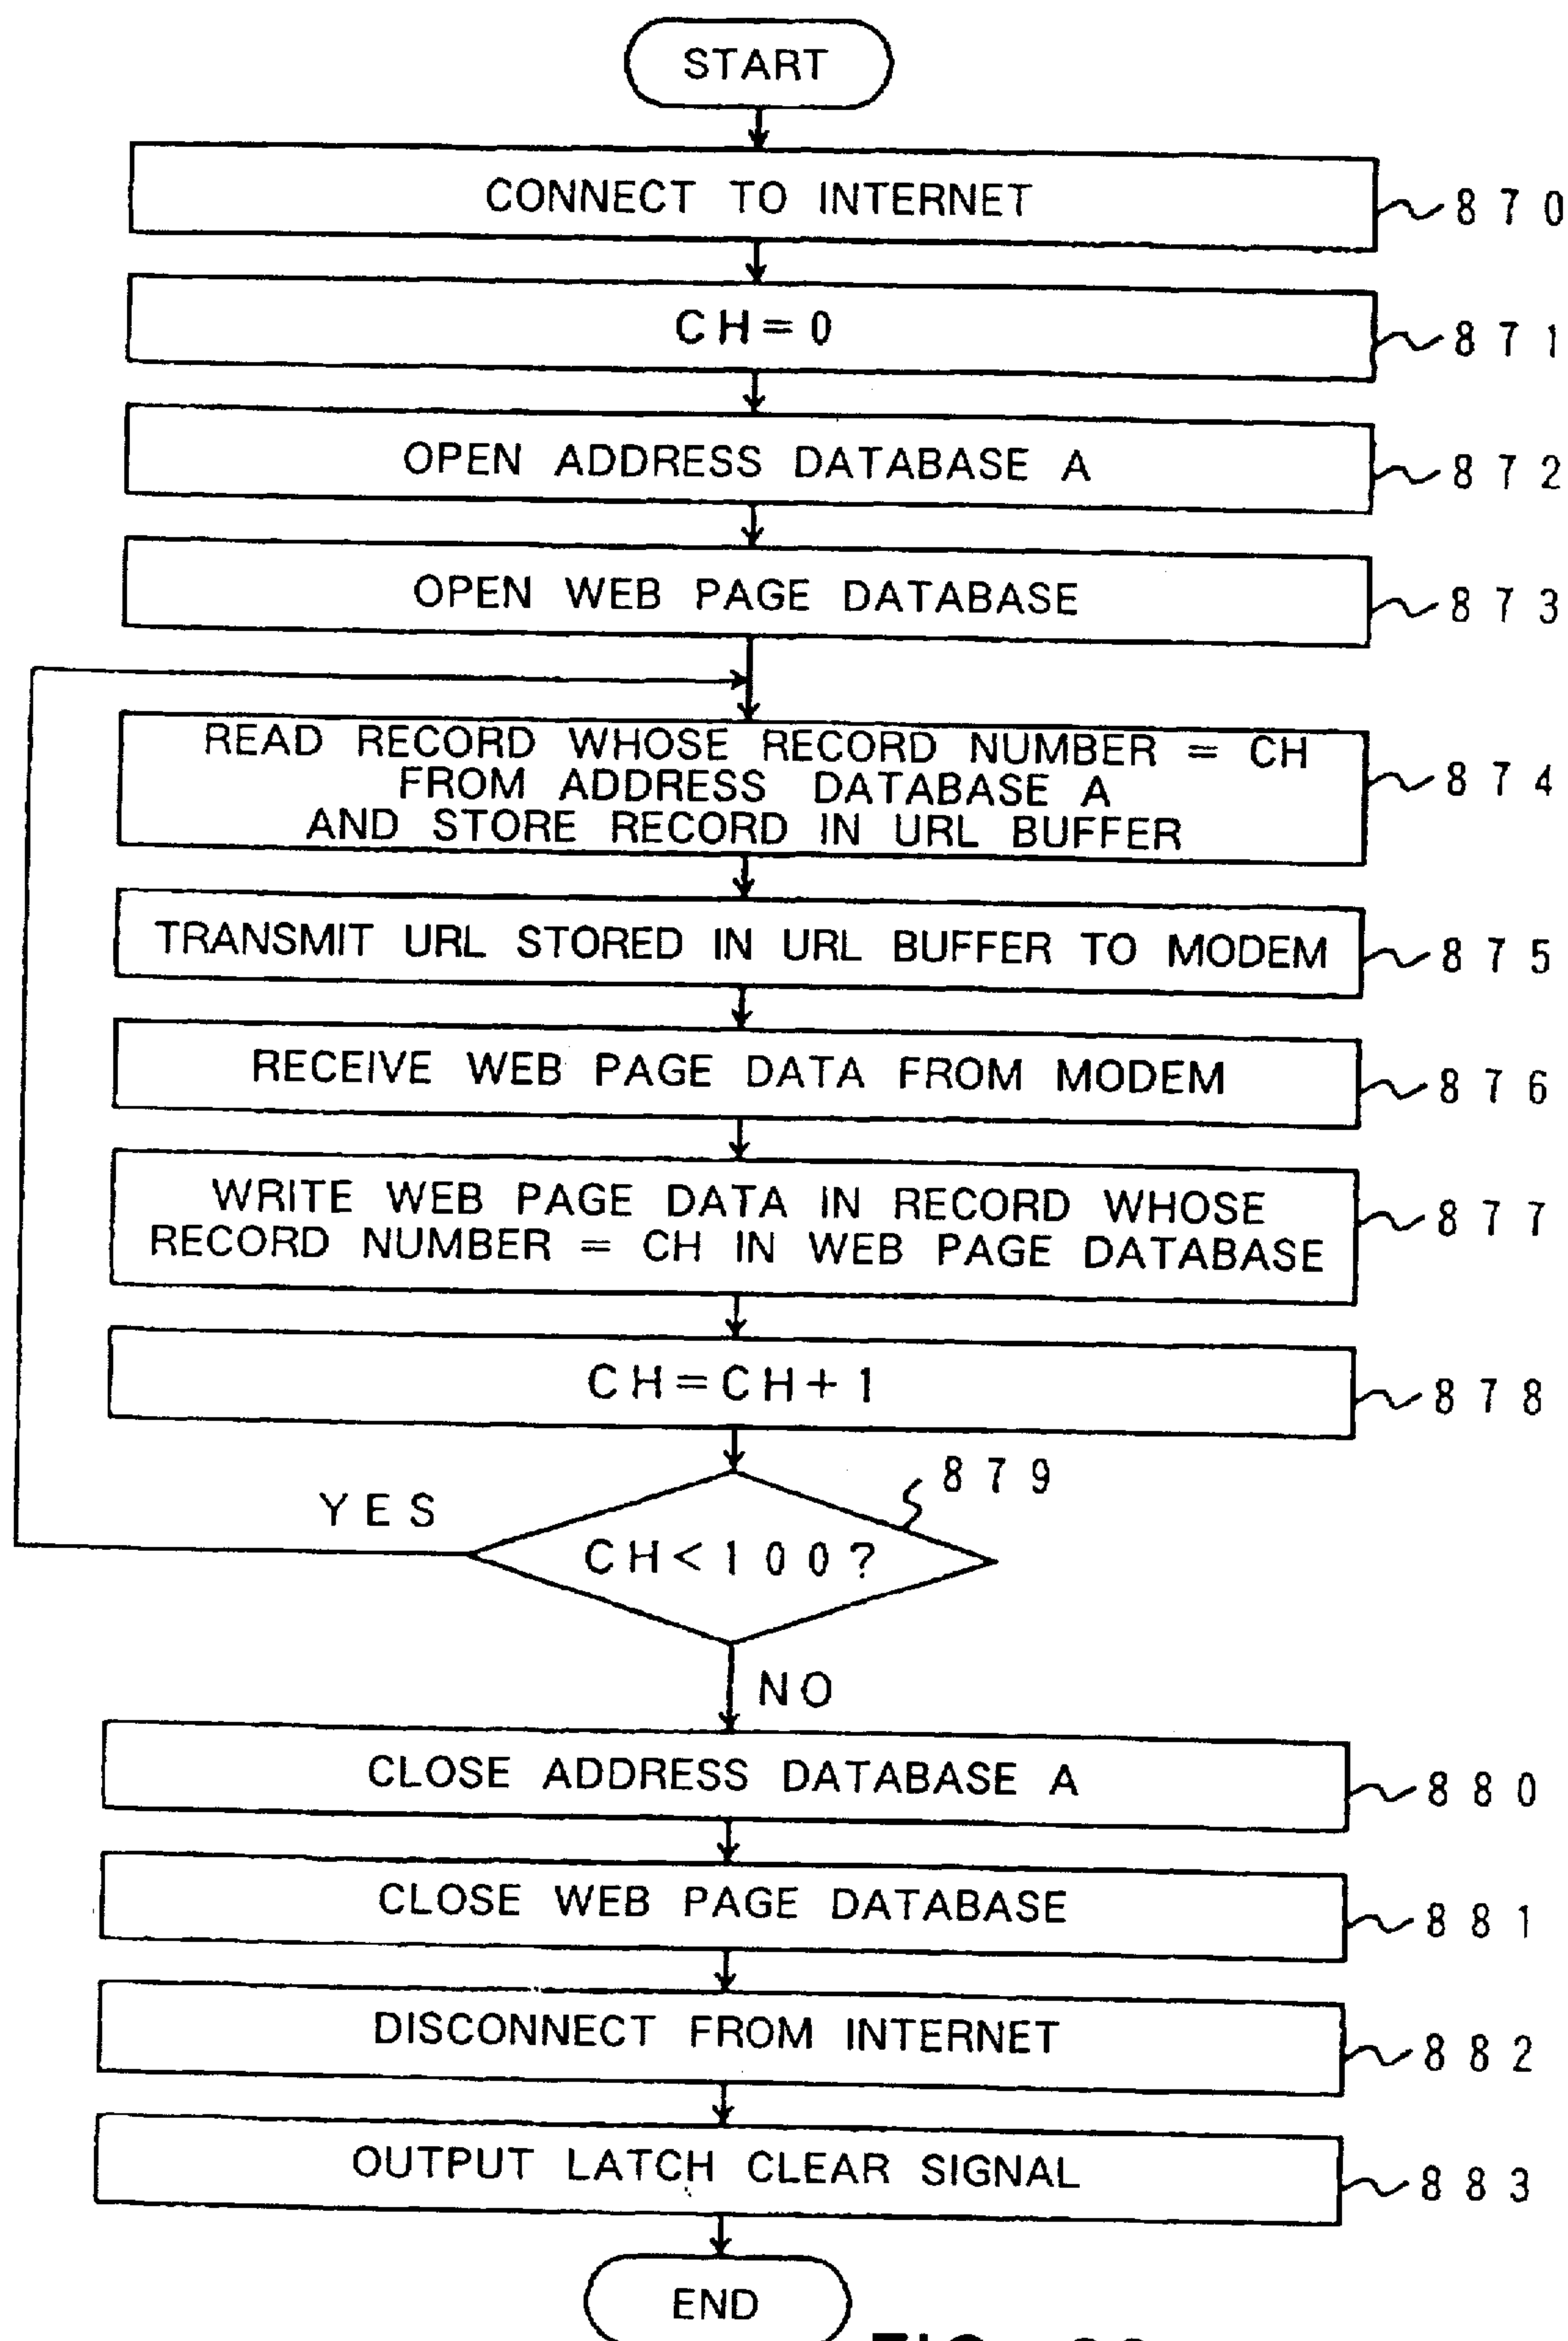 START
CONNECT TO INTERNET
870
CH=0
871
OPEN ADDRESS DATABASE A
872
OPEN WEB PAGE DATABASE
873
READ RECORD WHOSE RECORD NUMBER = CH
FROM ADDRESS DATABASE A
AND STORE RECORD IN URL BUFFER
874
TRANSMIT URL STORED IN URL BUFFER TO MODEM
875
RECEIVE WEB PAGE DATA FROM MODEM
876
WRITE WEB PAGE DATA IN RECORD WHOSE
RECORD NUMBER = CH IN WEB PAGE DATABASE
877
CH=CH+1
878
879
YES
CH<100?
NO
CLOSE ADDRESS DATABASE A
880
CLOSE WEB PAGE DATABASE
881
DISCONNECT FROM INTERNET
882
OUTPUT LATCH CLEAR SIGNAL
883
END